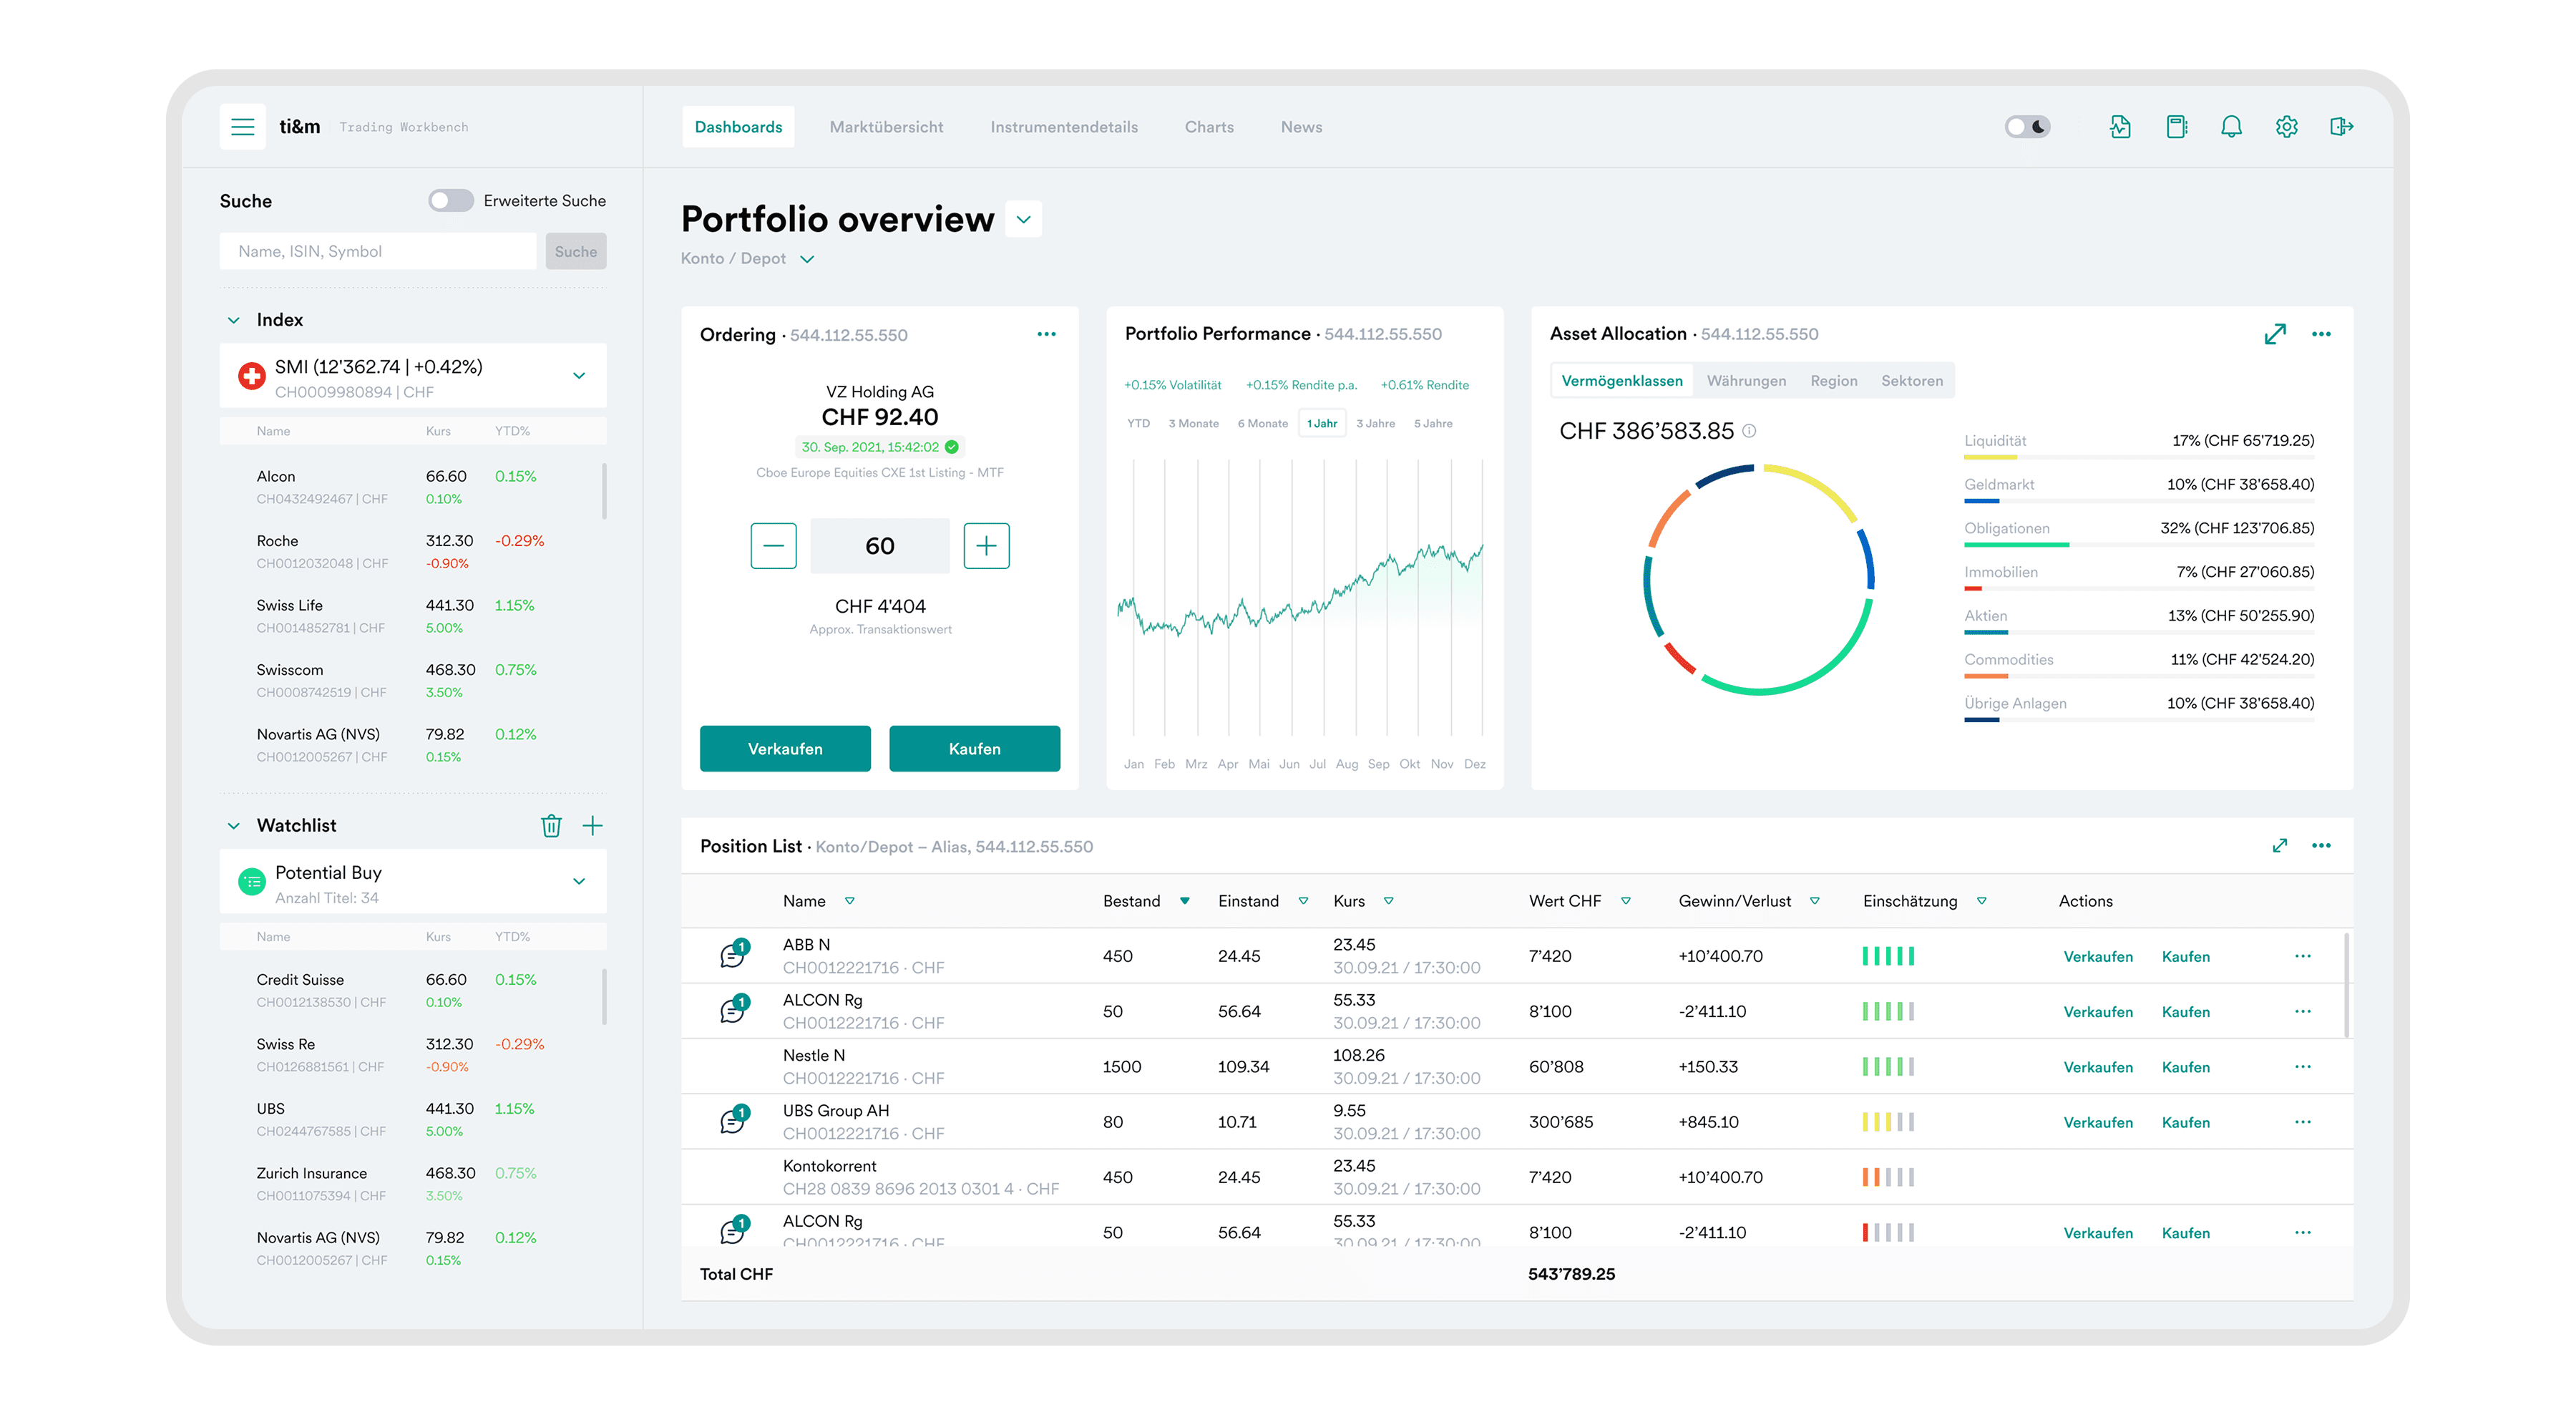 ti&m Trading Workbench
Dashboards Marktübersicht Instrumentendetails Charts News
Suche Erweiterte Suche
Name, ISIN, Symbol Suche
Index
SMI (12'362.74 | +0.42%)
CH0009980894 | CHF
Name Kurs YTD%
Alcon 66.60 0.15%
CH0432492467 | CHF 0.10%
Roche 312.30 -0.29%
CH0012032048 | CHF -0.90%
Swiss Life 441.30 1.15%
CH0014852781 | CHF 5.00%
Swisscom 468.30 0.75%
CH0008742519 | CHF 3.50%
Novartis AG (NVS) 79.82 0.12%
CH0012005267 | CHF 0.15%
Watchlist
Potential Buy
Anzahl Titel: 34
Name Kurs YTD%
Credit Suisse 66.60 0.15%
CH0012138530 | CHF 0.10%
Swiss Re 312.30 -0.29%
CH0126881561 | CHF -0.90%
UBS 441.30 1.15%
CH0244767585 | CHF 5.00%
Zurich Insurance 468.30 0.75%
CH0011075394 | CHF 3.50%
Novartis AG (NVS) 79.82 0.12%
CH0012005267 | CHF 0.15%
Portfolio overview
Konto / Depot
Ordering · 544.112.55.550
VZ Holding AG
CHF 92.40
30. Sep. 2021, 15:42:02
Cboe Europe Equities CXE 1st Listing - MTF
60
CHF 4'404
Approx. Transaktionswert
Verkaufen Kaufen
Portfolio Performance · 544.112.55.550
+0.15% Volatilität +0.15% Rendite p.a. +0.61% Rendite
YTD 3 Monate 6 Monate 1 Jahr 3 Jahre 5 Jahre
Jan Feb Mrz Apr Mai Jun Jul Aug Sep Okt Nov Dez
Asset Allocation · 544.112.55.550
Vermögenklassen Währungen Region Sektoren
CHF 386’583.85
Liquidität 17% (CHF 65’719.25)
Geldmarkt 10% (CHF 38’658.40)
Obligationen 32% (CHF 123’706.85)
Immobilien 7% (CHF 27’060.85)
Aktien 13% (CHF 50’255.90)
Commodities 11% (CHF 42’524.20)
Übrige Anlagen 10% (CHF 38’658.40)
Position List · Konto/Depot – Alias, 544.112.55.550
Name Bestand Einstand Kurs Wert CHF Gewinn/Verlust Einschätzung Actions
1 ABB N 450 24.45 23.45 7’420 +10’400.70 Verkaufen Kaufen
CH0012221716 · CHF 30.09.21 / 17:30:00
1 ALCON Rg 50 56.64 55.33 8’100 -2’411.10 Verkaufen Kaufen
CH0012221716 · CHF 30.09.21 / 17:30:00
Nestle N 1500 109.34 108.26 60’808 +150.33 Verkaufen Kaufen
CH0012221716 · CHF 30.09.21 / 17:30:00
1 UBS Group AH 80 10.71 9.55 300’685 +845.10 Verkaufen Kaufen
CH0012221716 · CHF 30.09.21 / 17:30:00
Kontokorrent 450 24.45 23.45 7’420 +10’400.70
CH28 0839 8696 2013 0301 4 · CHF 30.09.21 / 17:30:00
1 ALCON Rg 50 56.64 55.33 8’100 -2’411.10 Verkaufen Kaufen
CH0012221716 · CHF 30.09.21 / 17:30:00
Total CHF 543’789.25